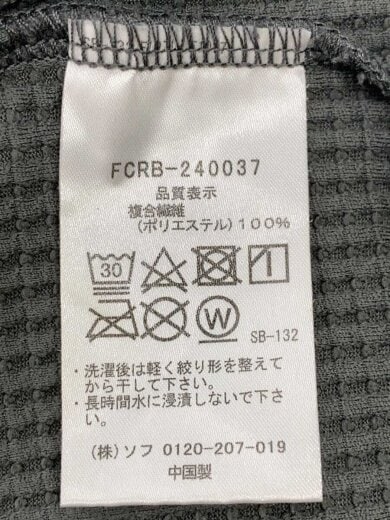 FCRB-240037
品質表示
複合繊維
(ポリエステル)100%
30
W
SB-132
・洗濯後は軽く絞り形を整えて
から干して下さい。
・長時間水に浸漬しないで下さ
い。
(株)ソフ 0120-207-019
中国製